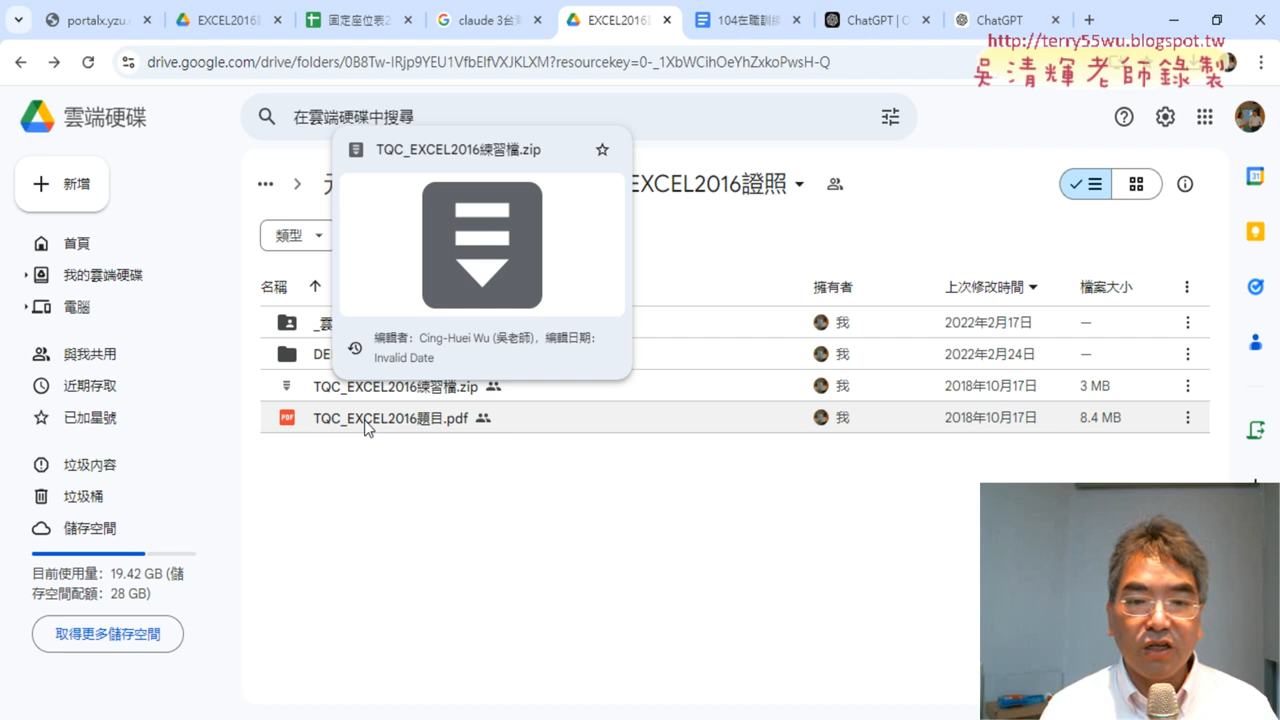 portalx.yzu.
EXCEL2016
固定座位表2
claude 3台
EXCEL2016
104在職訓
ChatGPT | C
ChatGPT
drive.google.com/drive/folders/0B8Tw-IRjp9YEU1VfbElfVXJKLXM?resourcekey=0-_1XbWCihOeYhZxkoPwsH-Q
http://terry55wu.blogspot.tw
吳清輝老師錄製
雲端硬碟
在雲端硬碟中搜尋
新增
TQC_EXCEL2016練習檔.zip
EXCEL2016證照
首頁
我的雲端硬碟
電腦
與我共用
近期存取
已加星號
垃圾內容
垃圾桶
儲存空間
目前使用量: 19.42 GB (儲
存空間配額: 28 GB)
取得更多儲存空間
類型
名稱
擁有者
上次修改時間
檔案大小
_雲
我
2022年2月17日
—
DE
我
2022年2月24日
—
編輯者: Cing-Huei Wu (吳老師), 編輯日期:
Invalid Date
TQC_EXCEL2016練習檔.zip
我
2018年10月17日
3 MB
TQC_EXCEL2016題目.pdf
我
2018年10月17日
8.4 MB
PDF
31